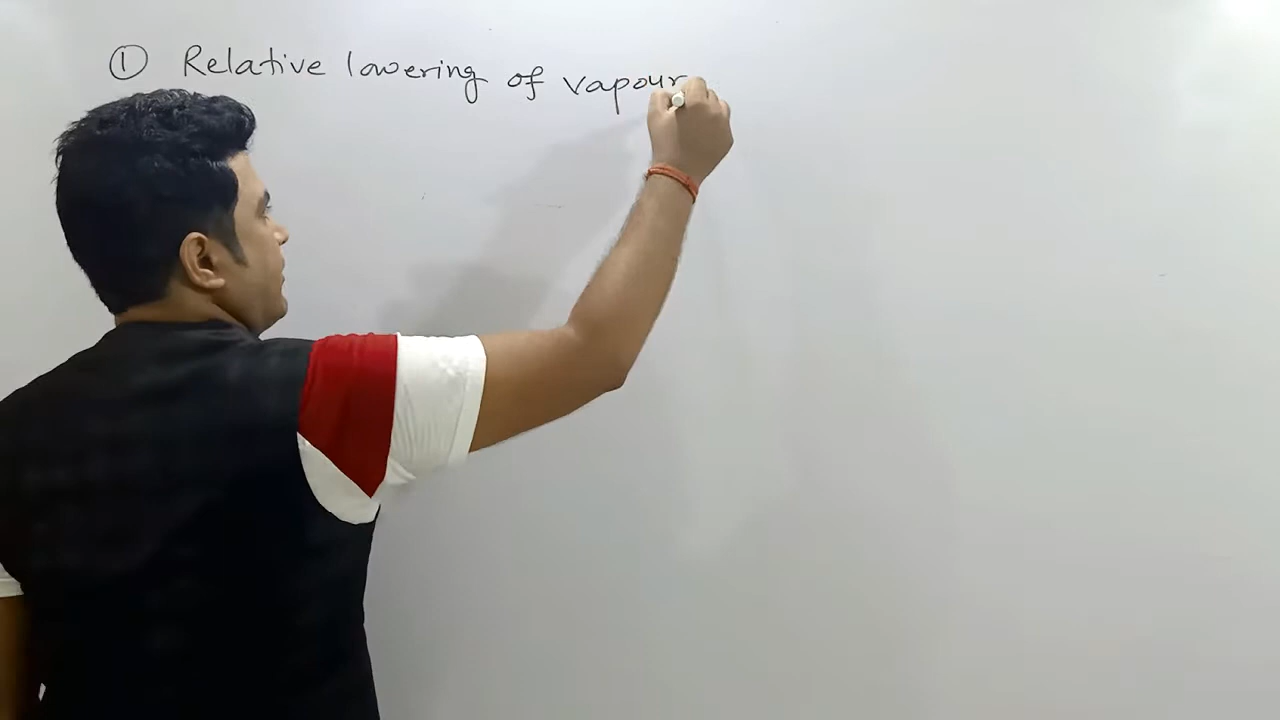 ① Relative lowering of vapour